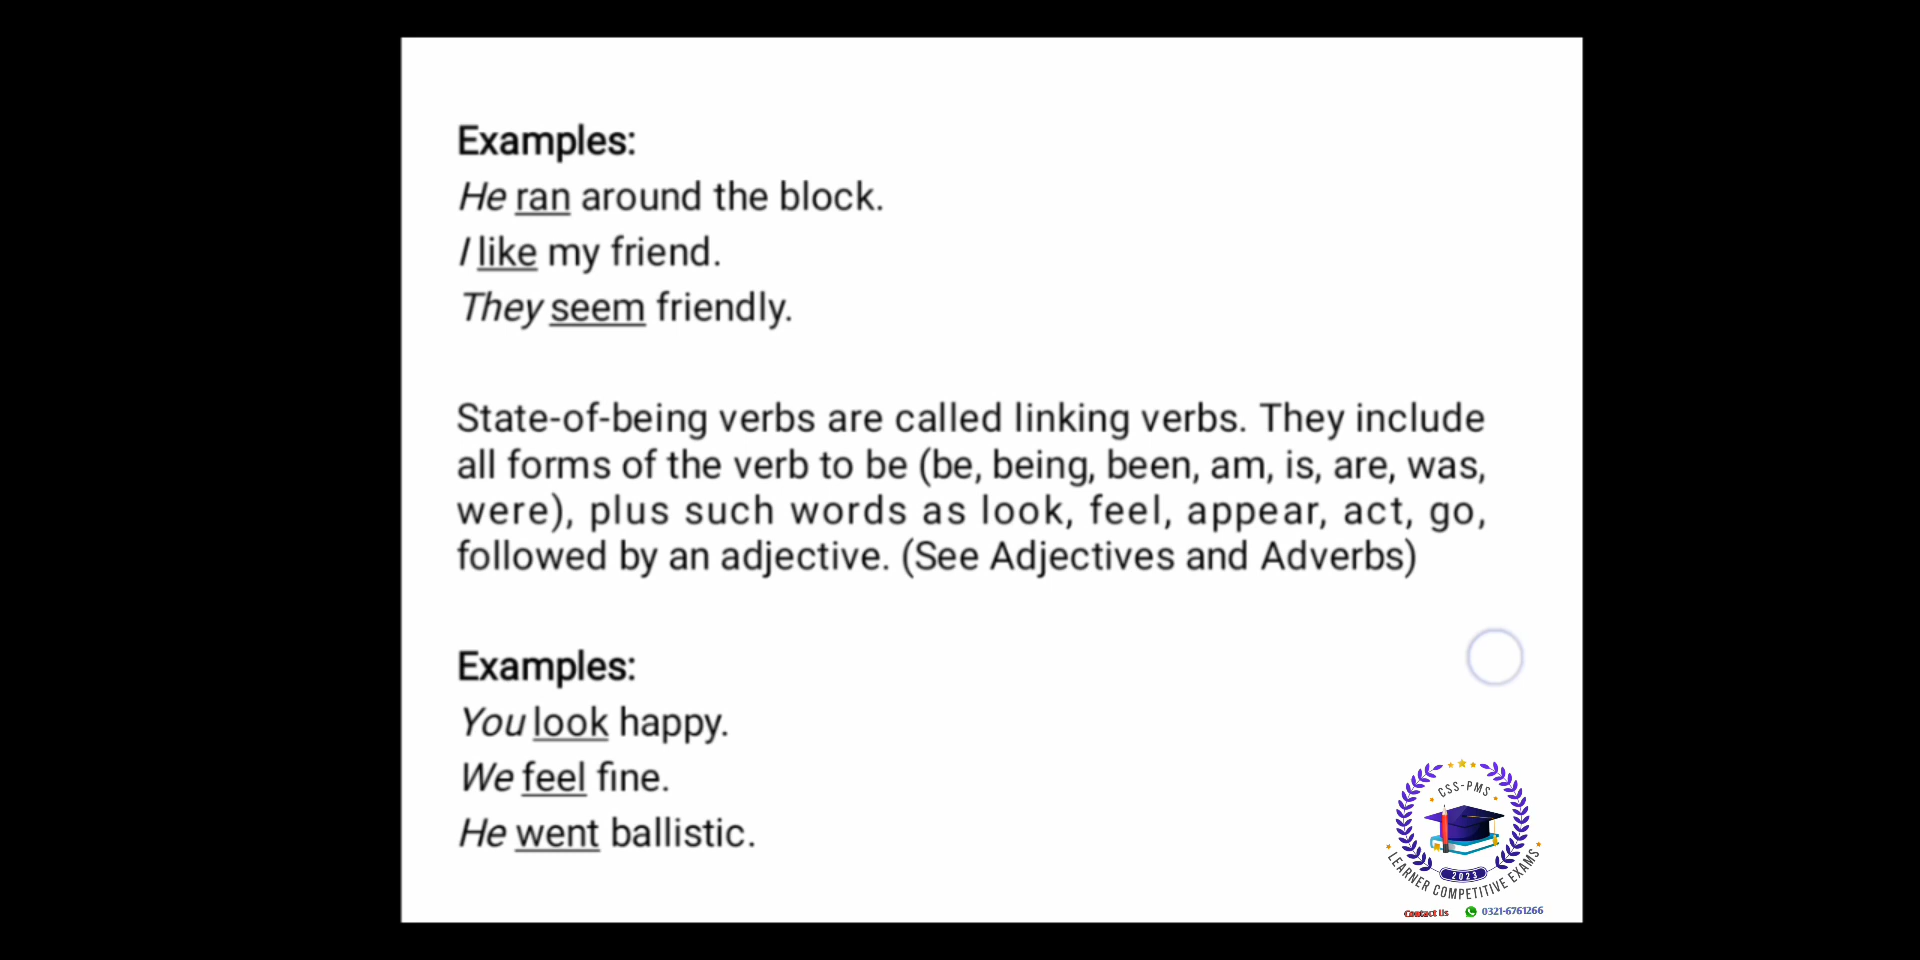 Examples:
He ran around the block.
I like my friend.
They seem friendly.
State-of-being verbs are called linking verbs. They include
all forms of the verb to be (be, being, been, am, is, are, was,
were), plus such words as look, feel, appear, act, go,
followed by an adjective. (See Adjectives and Adverbs)
Examples:
You look happy.
We feel fine.
He went ballistic.
CSS-PMS
2023
LEARNER COMPETITIVE EXAMS
Contact Us 0321-6761266